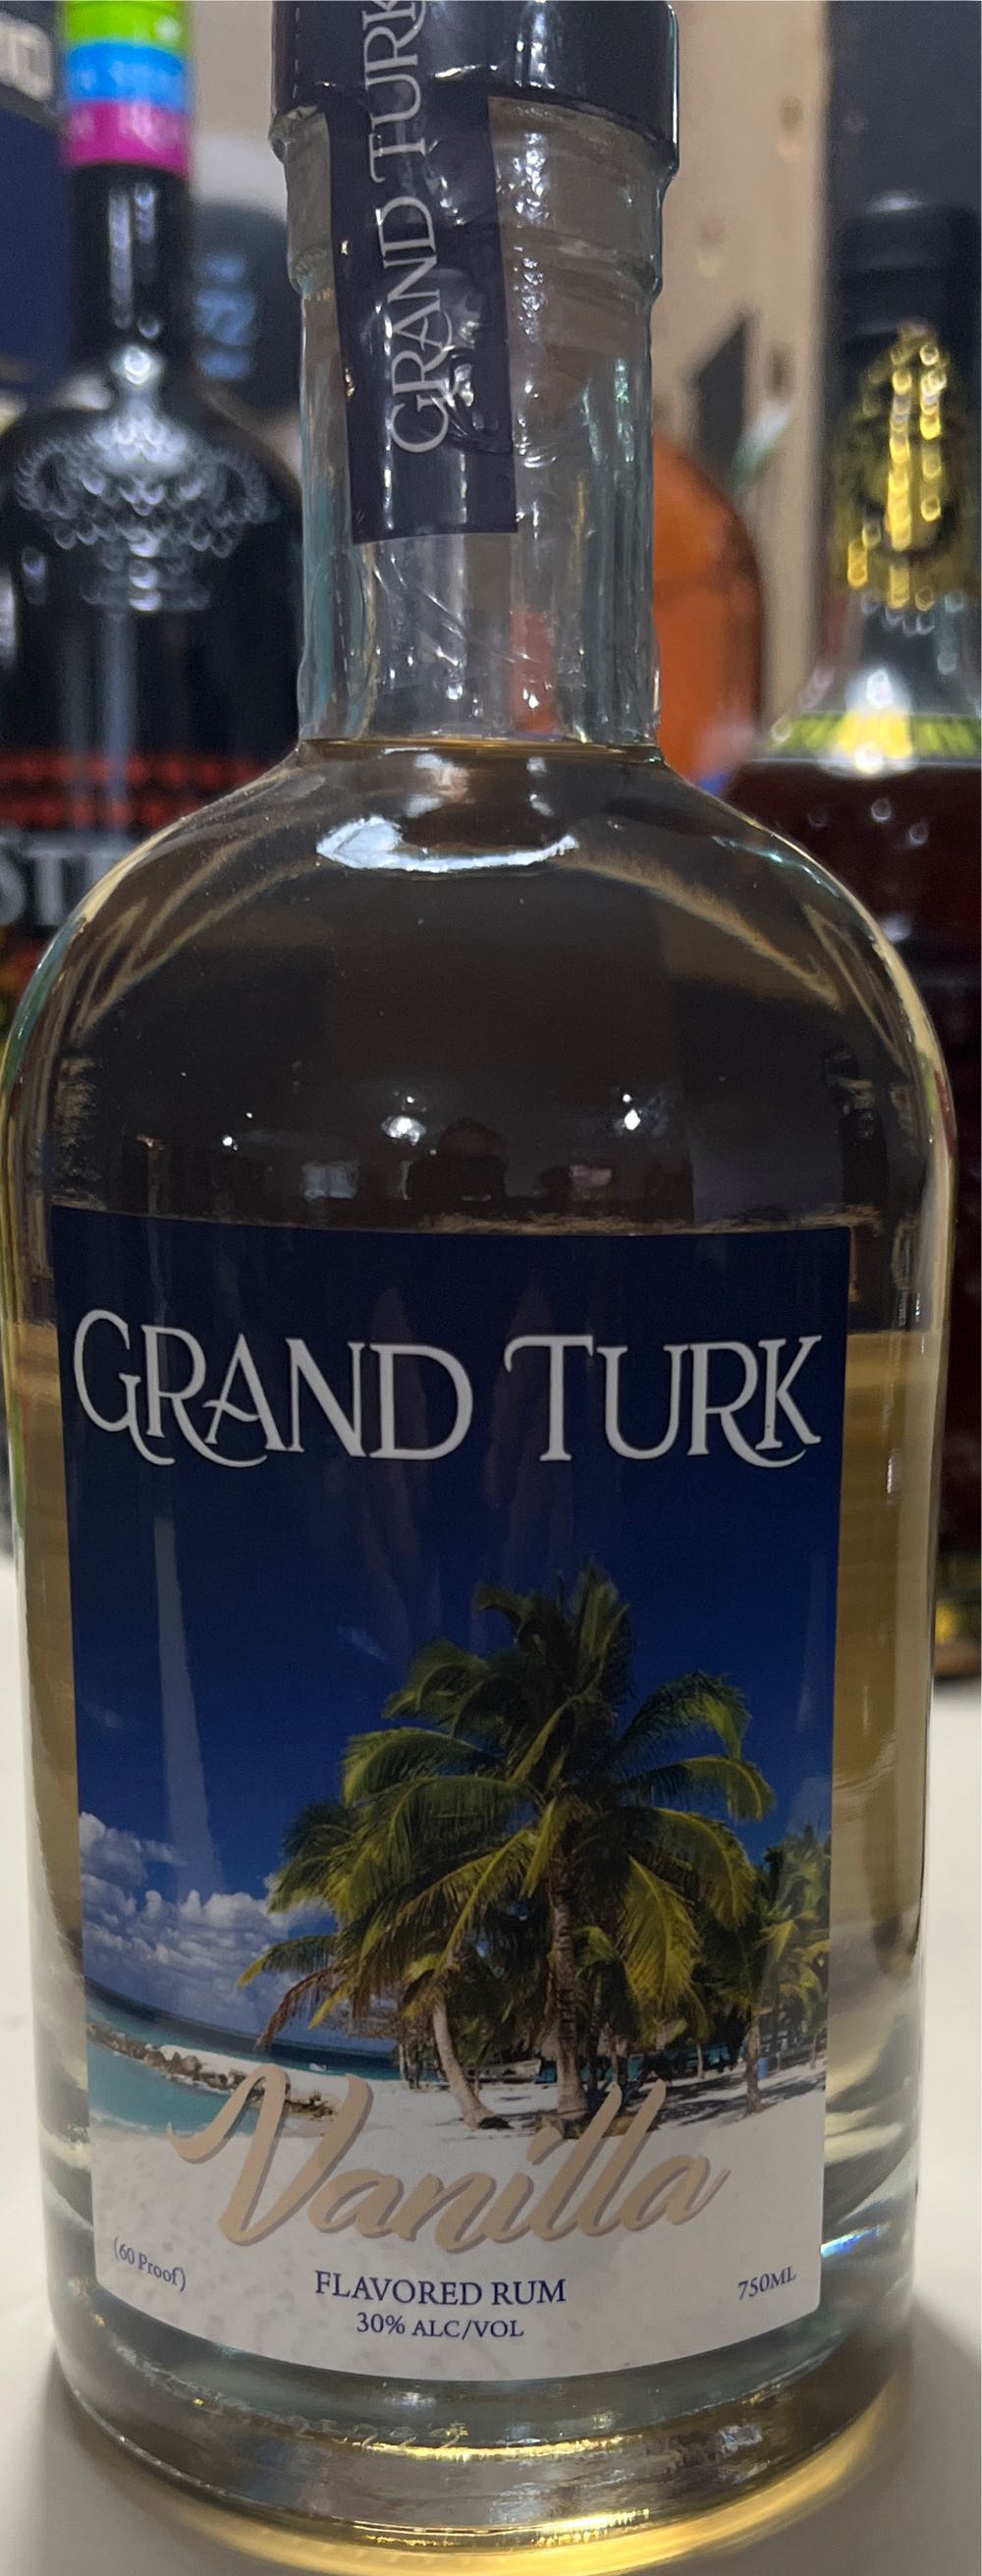 GRAND TURK
GRAND TURK
Vanilla
(60 Proof)
FLAVORED RUM
750ML
30% ALC/VOL